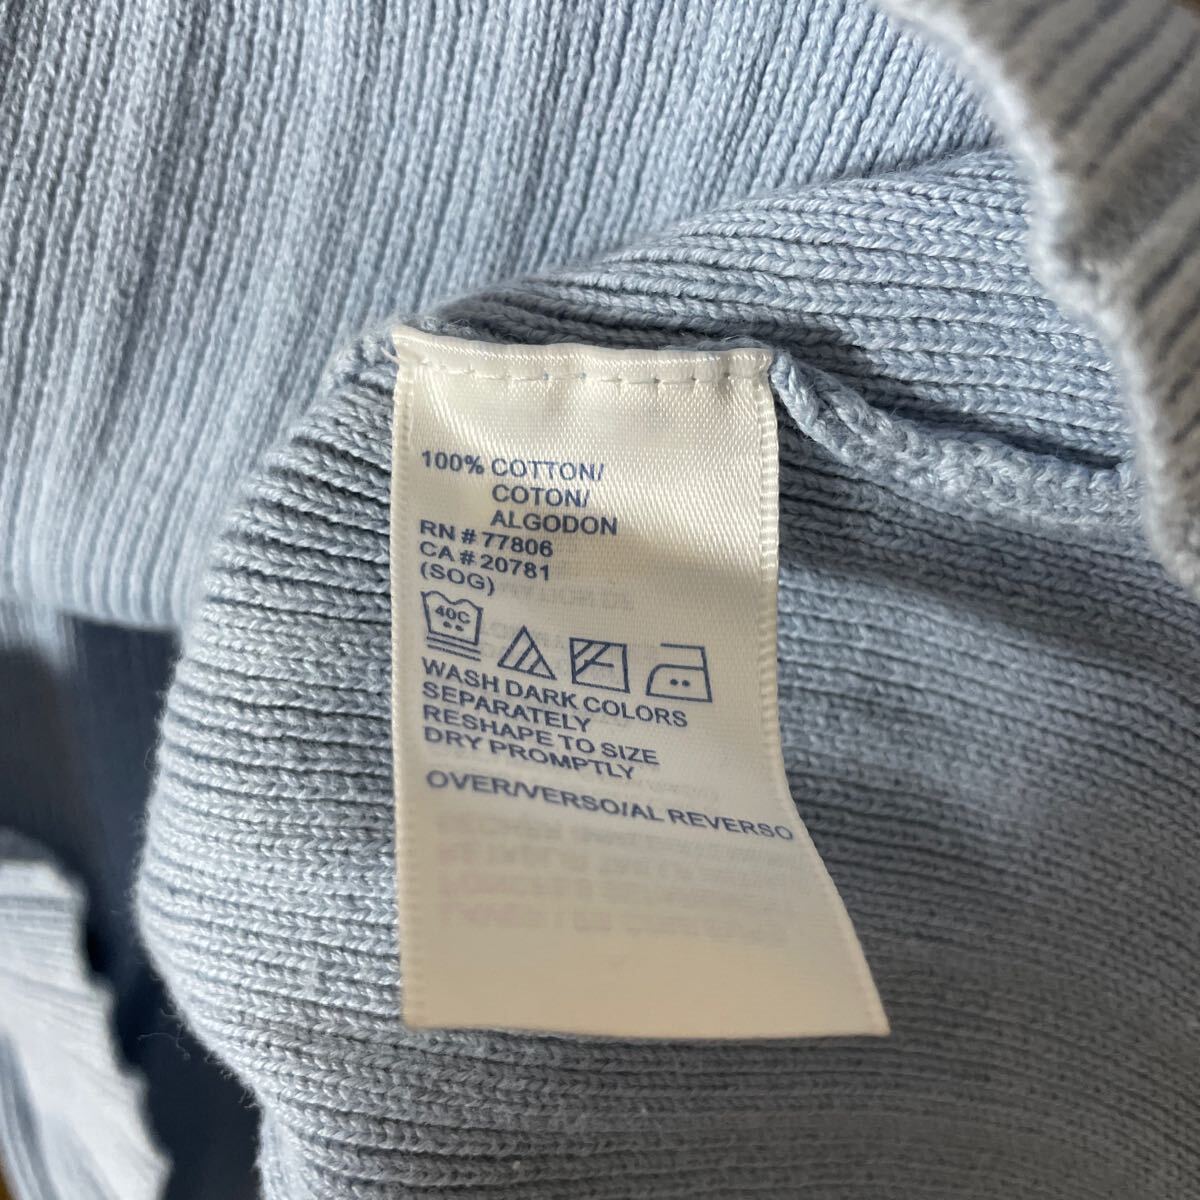 100% COTTON/
COTON/
ALGODON
RN # 77806
CA # 20781
(SOG)
40C
WASH DARK COLORS
SEPARATELY
RESHAPE TO SIZE
DRY PROMPTLY
OVER/VERSO/AL REVERSO